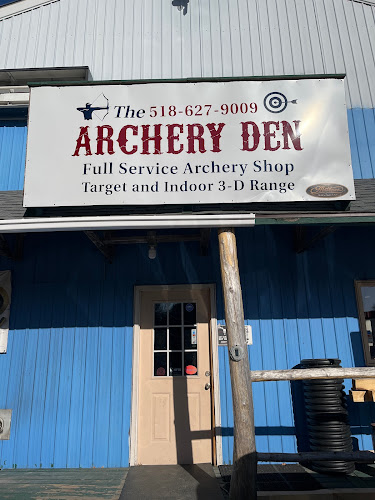 The 518-627-9009
ARCHERY DEN
Full Service Archery Shop
Target and Indoor 3-D Range